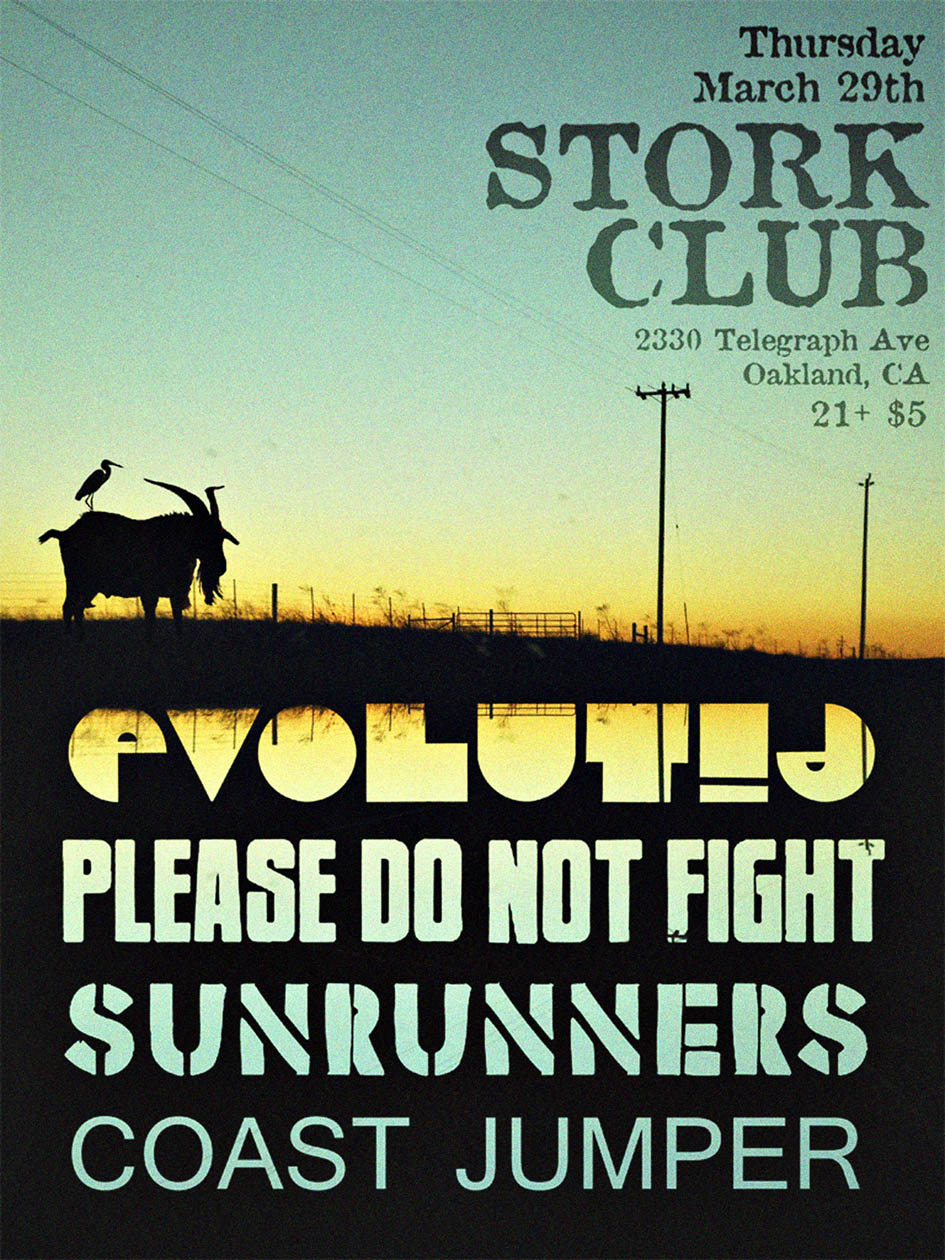 Thursday
March 29th
STORK
CLUB
2330 Telegraph Ave
Oakland, CA
21+ $5
evolutid
PLEASE DO NOT FIGHT
SUNRUNNERS
COAST JUMPER